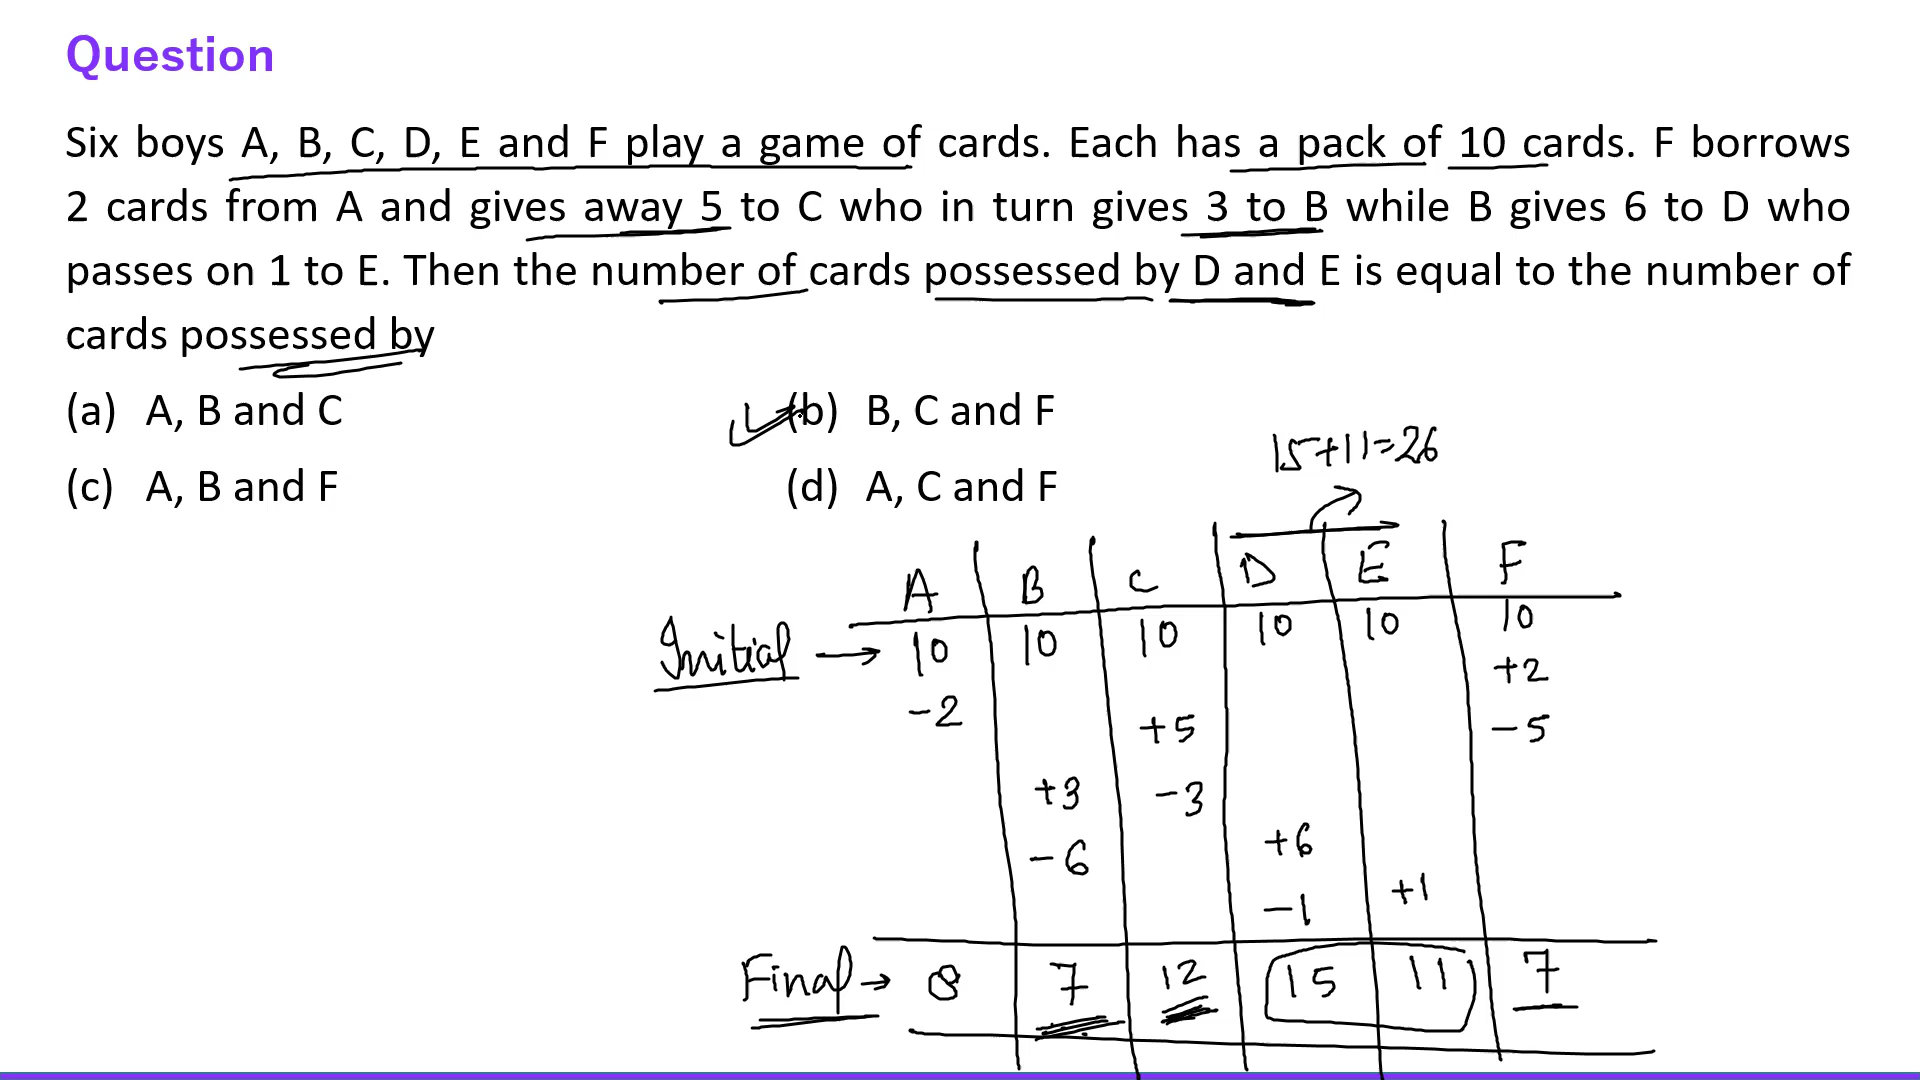 Question
Six boys A, B, C, D, E and F play a game of cards. Each has a pack of 10 cards. F borrows
2 cards from A and gives away 5 to C who in turn gives 3 to B while B gives 6 to D who
passes on 1 to E. Then the number of cards possessed by D and E is equal to the number of
cards possessed by
(a) A, B and C (b) B, C and F
15+11=26
(c) A, B and F (d) A, C and F
A B C D E F
Initial → 10 10 10 10 10 10
+2
-2 +5 -5
+3 -3
-6 +6
-1 +1
Final → 8 7 12 15 11 7